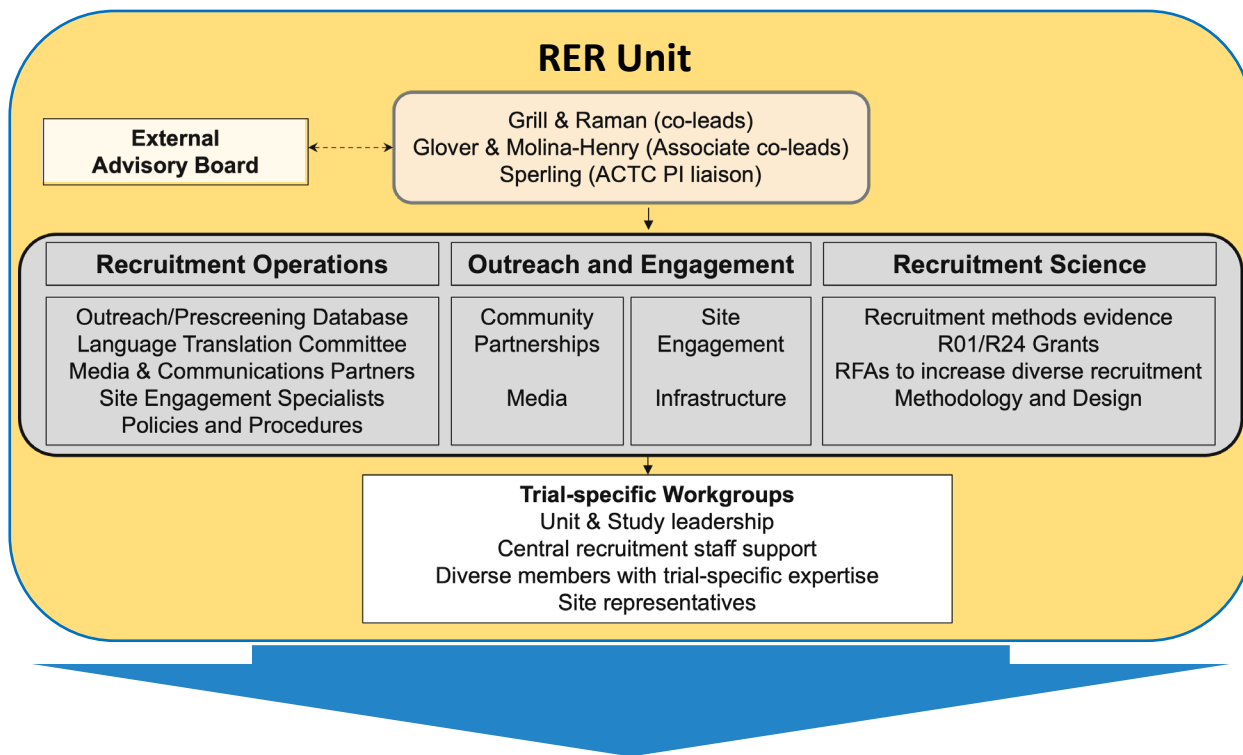 RER Unit
External
Advisory Board
Grill & Raman (co-leads)
Glover & Molina-Henry (Associate co-leads)
Sperling (ACTC PI liaison)
Recruitment Operations
Outreach/Prescreening Database
Language Translation Committee
Media & Communications Partners
Site Engagement Specialists
Policies and Procedures
Outreach and Engagement
Community
Partnerships
Media
Site
Engagement
Infrastructure
Recruitment Science
Recruitment methods evidence
R01/R24 Grants
RFAs to increase diverse recruitment
Methodology and Design
Trial-specific Workgroups
Unit & Study leadership
Central recruitment staff support
Diverse members with trial-specific expertise
Site representatives